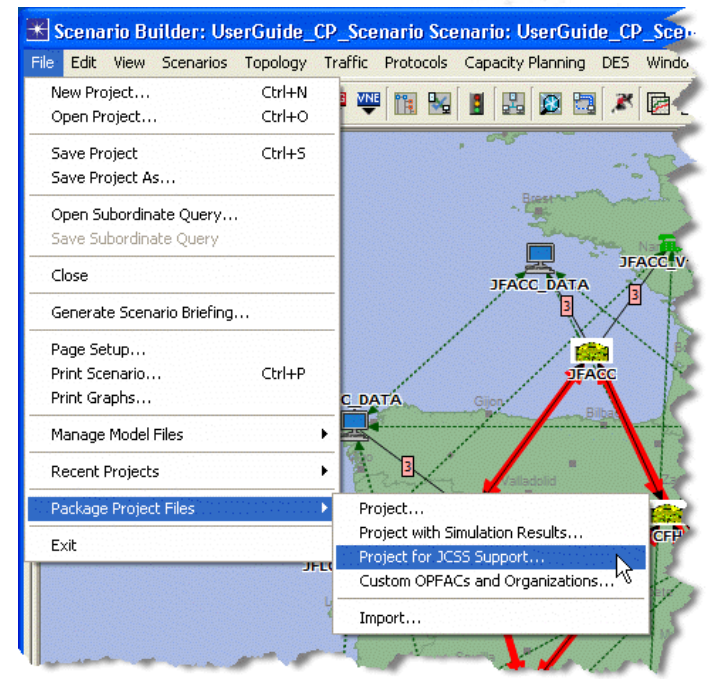 Scenario Builder: UserGuide_CP_Scenario Scenario: UserGuide_CP_Sce
File Edit View Scenarios Topology Traffic Protocols Capacity Planning DES Windo
New Project... Ctrl+N
Open Project... Ctrl+O
VNE
Save Project Ctrl+S
Save Project As...
Open Subordinate Query...
Save Subordinate Query
Close
Generate Scenario Briefing...
Page Setup...
Print Scenario... Ctrl+P
Print Graphs...
Manage Model Files
Recent Projects
Package Project Files
Exit
Project...
Project with Simulation Results...
Project for JCSS Support...
Custom OPFACs and Organizations...
Import...
Brest
JFACC_V
JFACC_DATA
3
3
JFACC
C_DATA
Gijon
Bilba
3
Valladolid
CFH